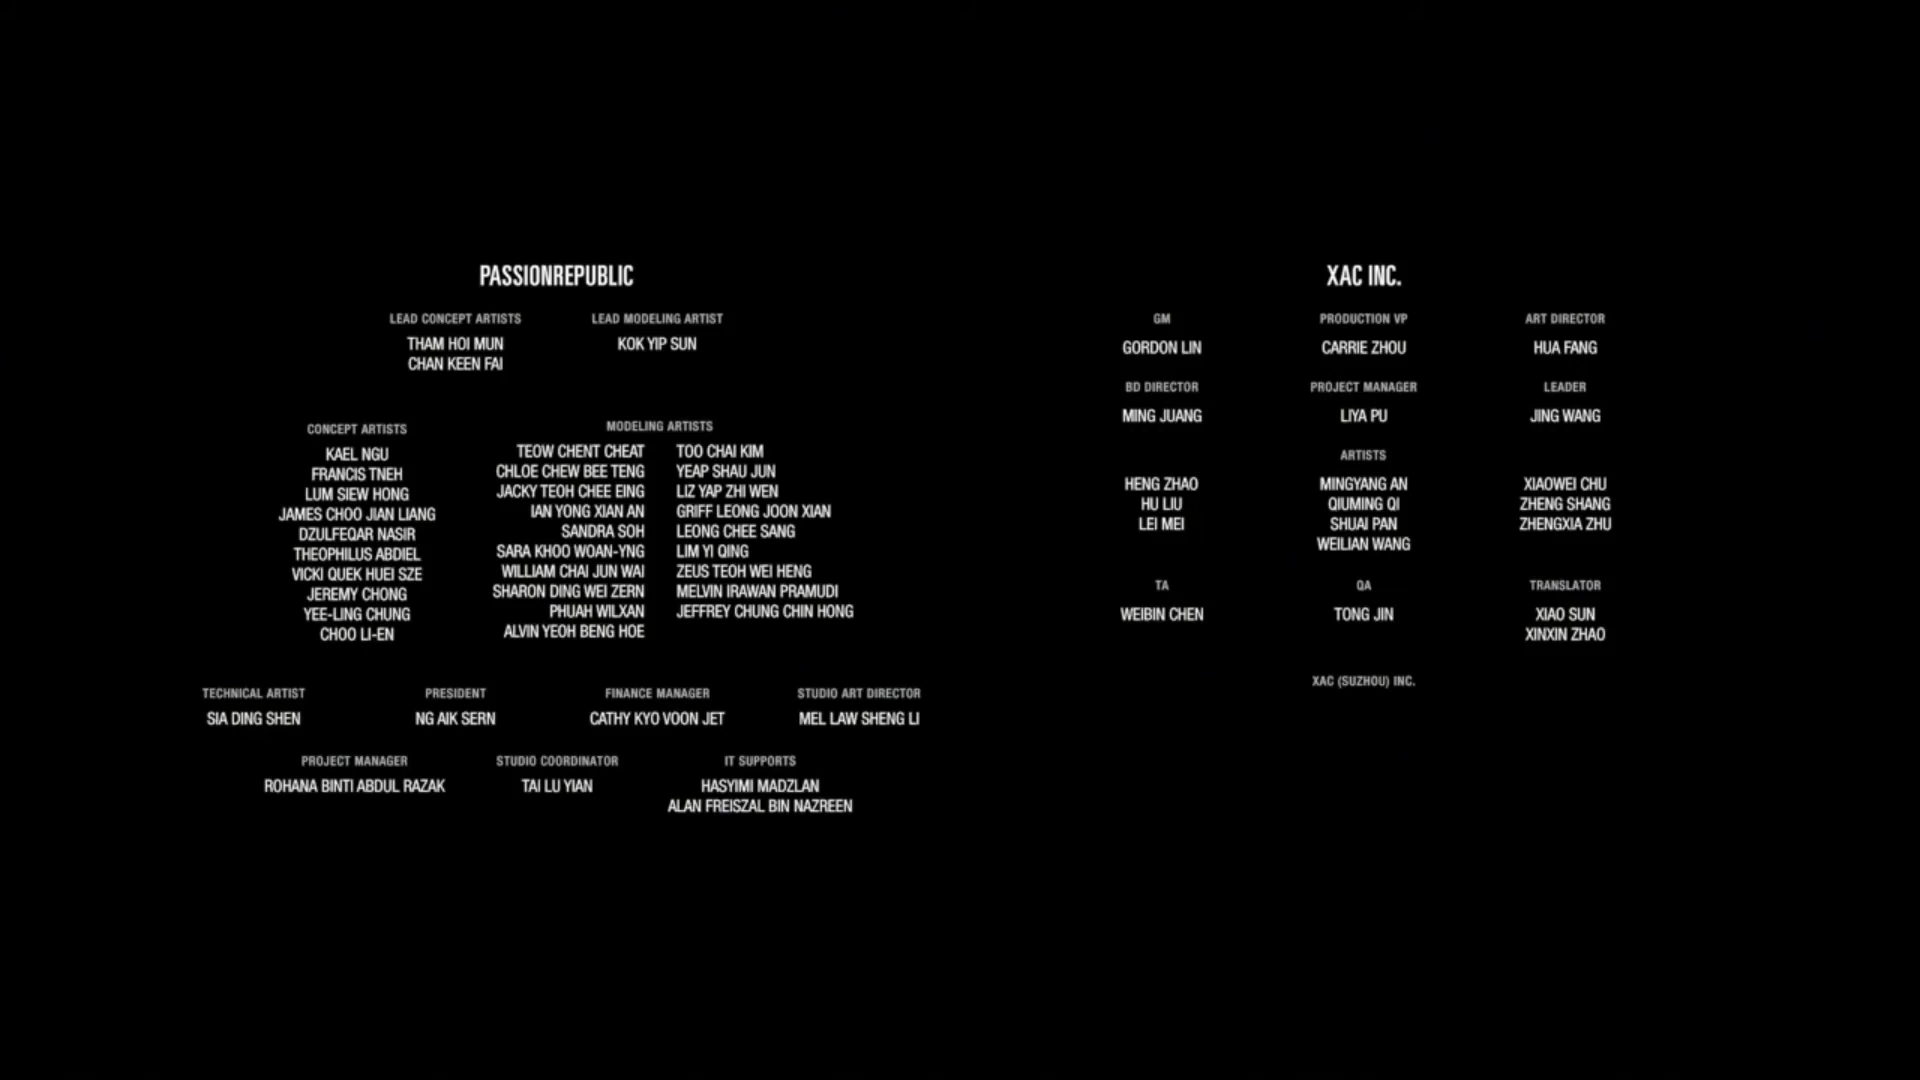 PASSIONREPUBLIC
LEAD CONCEPT ARTISTS
THAM HOI MUN
CHAN KEEN FAI
LEAD MODELING ARTIST
KOK YIP SUN
CONCEPT ARTISTS
KAEL NGU
FRANCIS TNEH
LUM SIEW HONG
JAMES CHOO JIAN LIANG
DZULFEQAR NASIR
THEOPHILUS ABDIEL
VICKI QUEK HUEI SZE
JEREMY CHONG
YEE-LING CHUNG
CHOO LI-EN
MODELING ARTISTS
TEOW CHENT CHEAT
CHLOE CHEW BEE TENG
JACKY TEOH CHEE EING
IAN YONG XIAN AN
SANDRA SOH
SARA KHOO WOAN-YNG
WILLIAM CHAI JUN WAI
SHARON DING WEI ZERN
PHUAH WILXAN
ALVIN YEOH BENG HOE
TOO CHAI KIM
YEAP SHAU JUN
LIZ YAP ZHI WEN
GRIFF LEONG JOON XIAN
LEONG CHEE SANG
LIM YI QING
ZEUS TEOH WEI HENG
MELVIN IRAWAN PRAMUDI
JEFFREY CHUNG CHIN HONG
TECHNICAL ARTIST
SIA DING SHEN
PRESIDENT
NG AIK SERN
FINANCE MANAGER
CATHY KYO VOON JET
STUDIO ART DIRECTOR
MEL LAW SHENG LI
PROJECT MANAGER
ROHANA BINTI ABDUL RAZAK
STUDIO COORDINATOR
TAI LU YIAN
IT SUPPORTS
HASYIMI MADZLAN
ALAN FREISZAL BIN NAZREEN
XAC INC.
GM
GORDON LIN
PRODUCTION VP
CARRIE ZHOU
ART DIRECTOR
HUA FANG
BD DIRECTOR
MING JUANG
PROJECT MANAGER
LIYA PU
LEADER
JING WANG
ARTISTS
HENG ZHAO
HU LIU
LEI MEI
MINGYANG AN
QIUMING QI
SHUAI PAN
WEILIAN WANG
XIAOWEI CHU
ZHENG SHANG
ZHENGXIA ZHU
TA
WEIBIN CHEN
QA
TONG JIN
TRANSLATOR
XIAO SUN
XINXIN ZHAO
XAC (SUZHOU) INC.